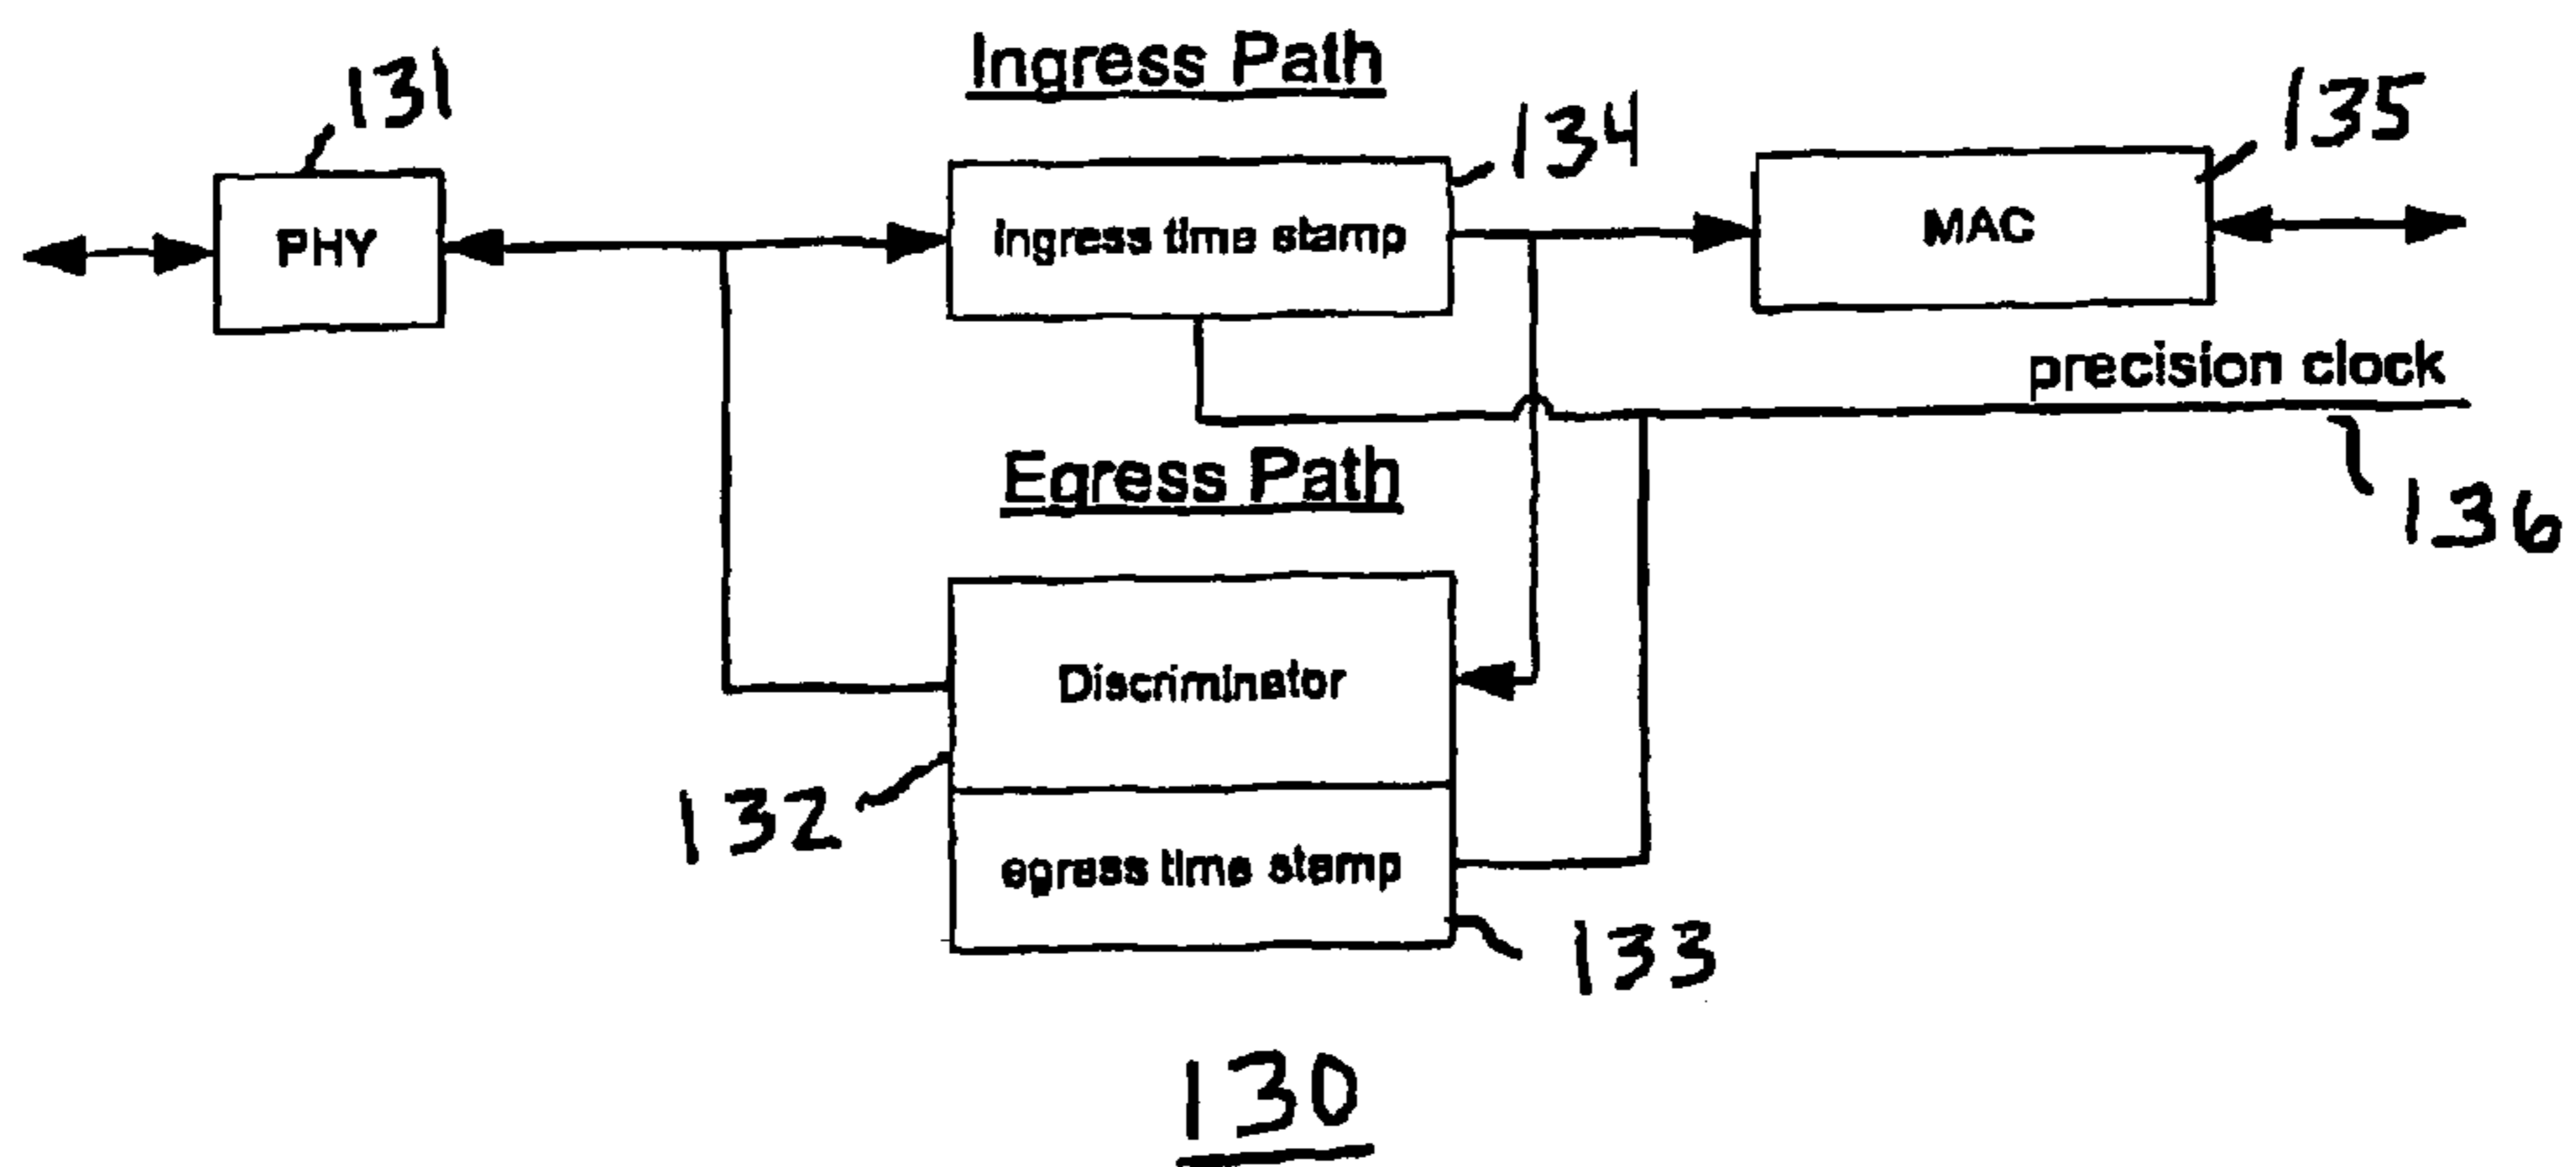 Ingress Path
131
134
135
PHY
Ingress time stamp
MAC
precision clock
136
Egress Path
Discriminator
132
egress time stamp
133
130